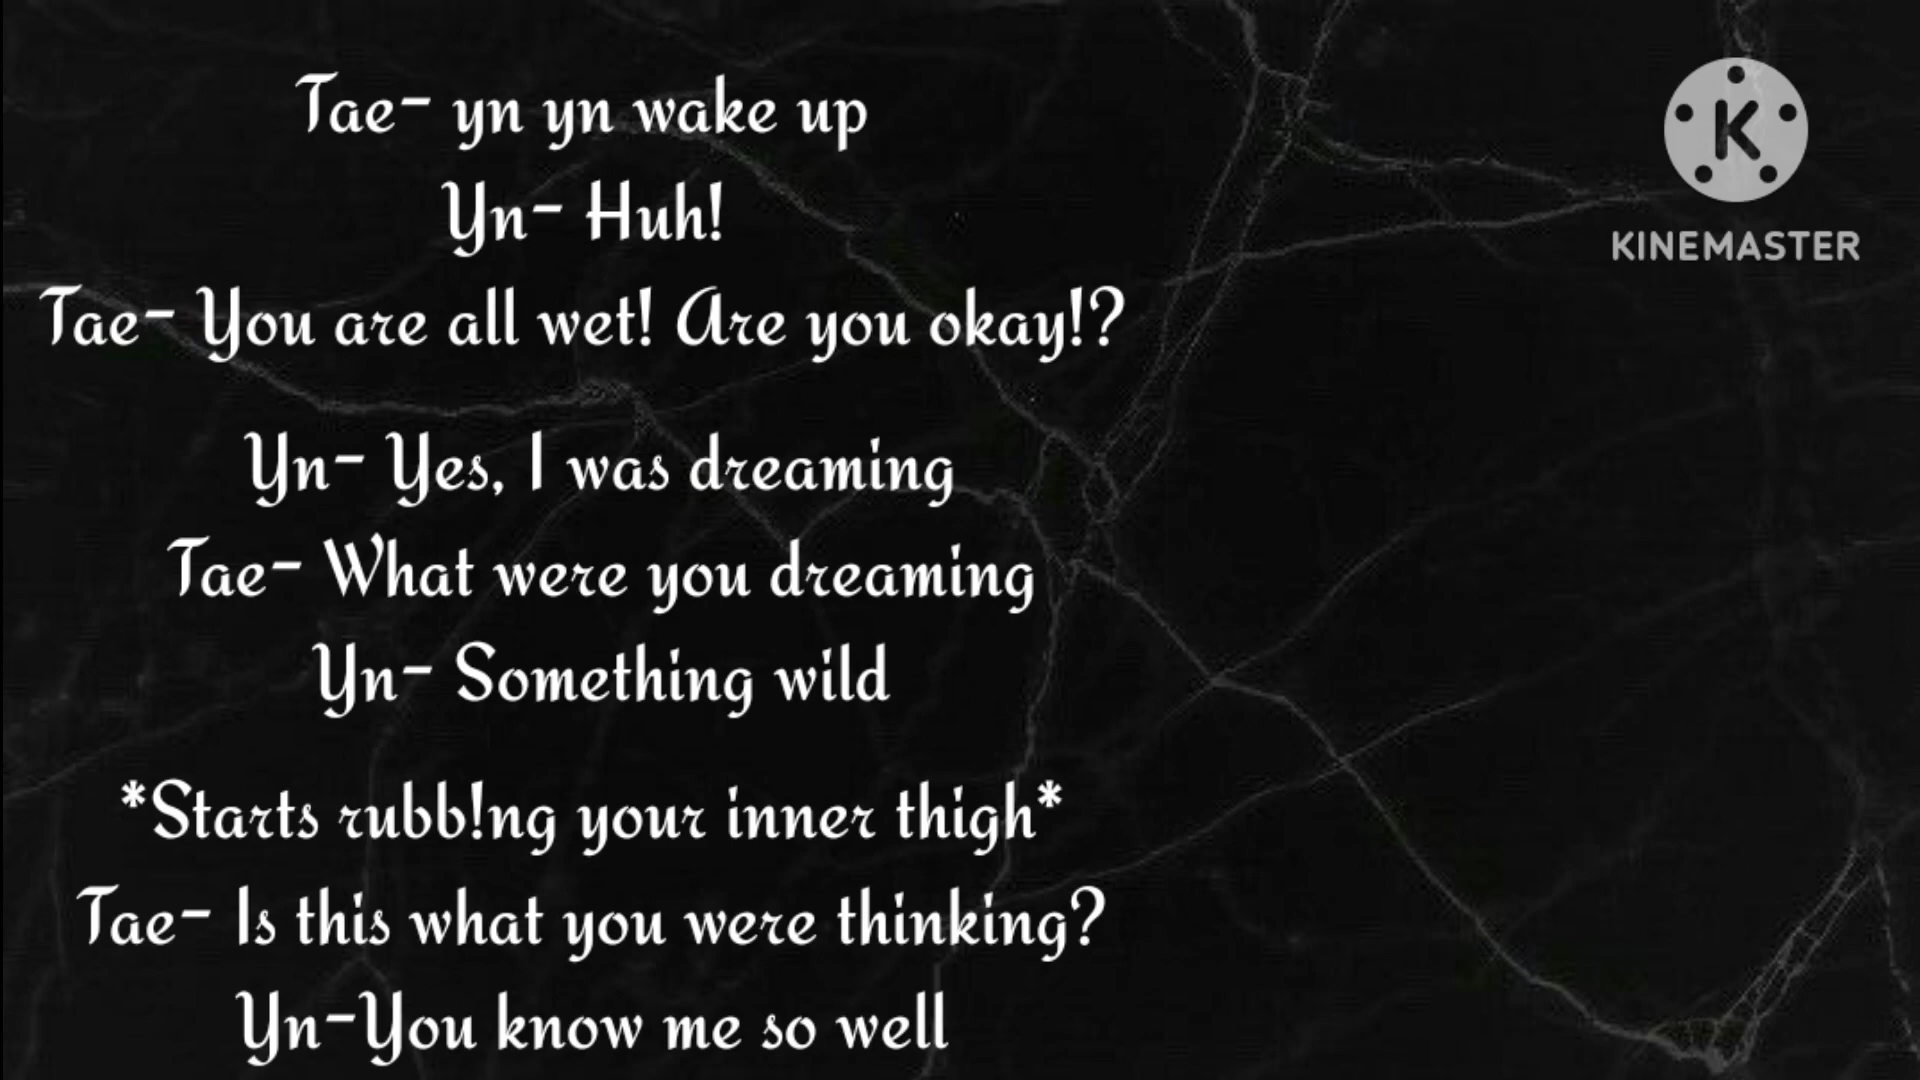 Tae- yn yn wake up
Yn- Huh!
Tae- You are all wet! Are you okay!?
Yn- Yes, I was dreaming
Tae- What were you dreaming
Yn- Something wild
*Starts rubb!ng your inner thigh*
Tae- Is this what you were thinking?
Yn-You know me so well
K
KINEMASTER